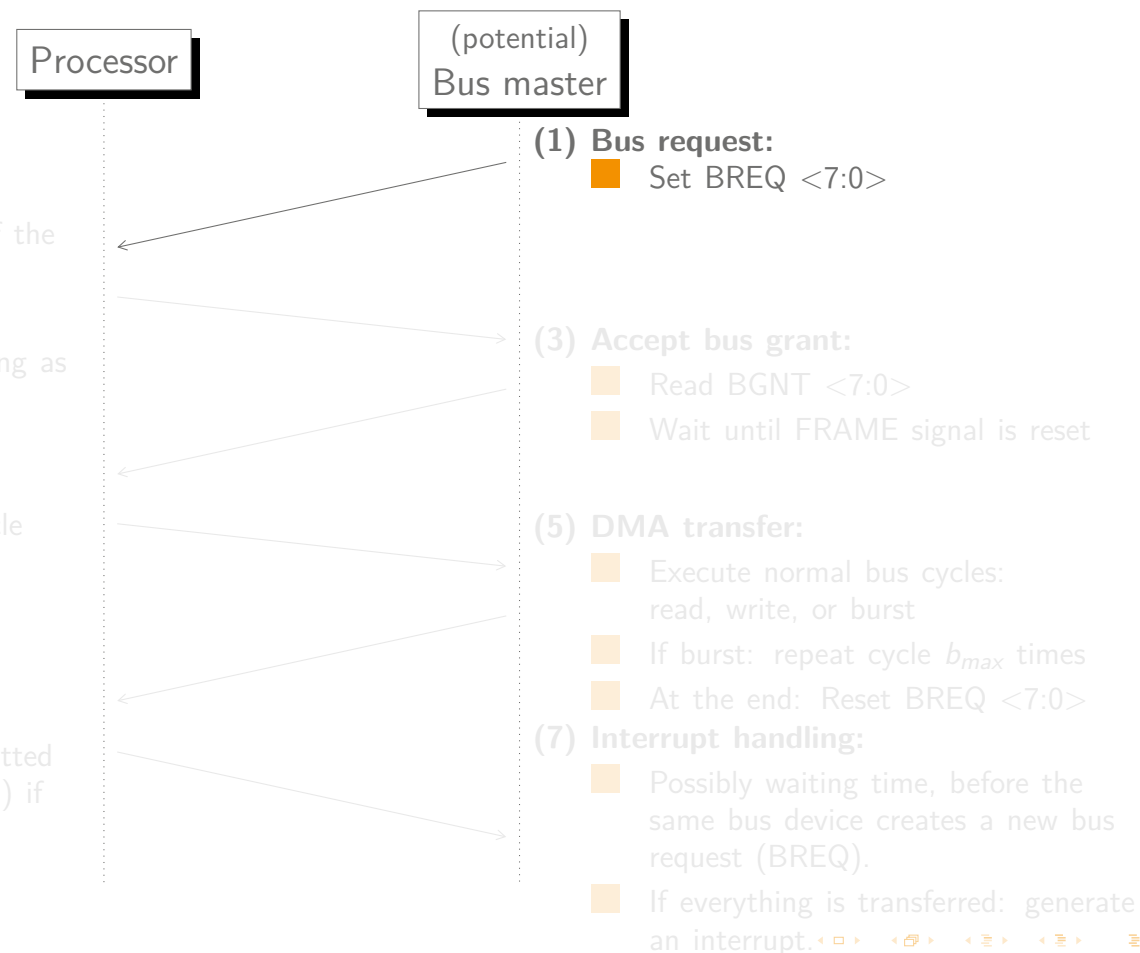 Processor
(potential)
Bus master
(1) Bus request:
Set BREQ <7:0>
the
(3) Accept bus grant:
ng as
Read BGNT <7:0>
Wait until FRAME signal is reset
le
(5) DMA transfer:
Execute normal bus cycles:
read, write, or burst
If burst: repeat cycle bmax times
At the end: Reset BREQ <7:0>
(7) Interrupt handling:
tted
) if
Possibly waiting time, before the
same bus device creates a new bus
request (BREQ).
If everything is transferred: generate
an interrupt.